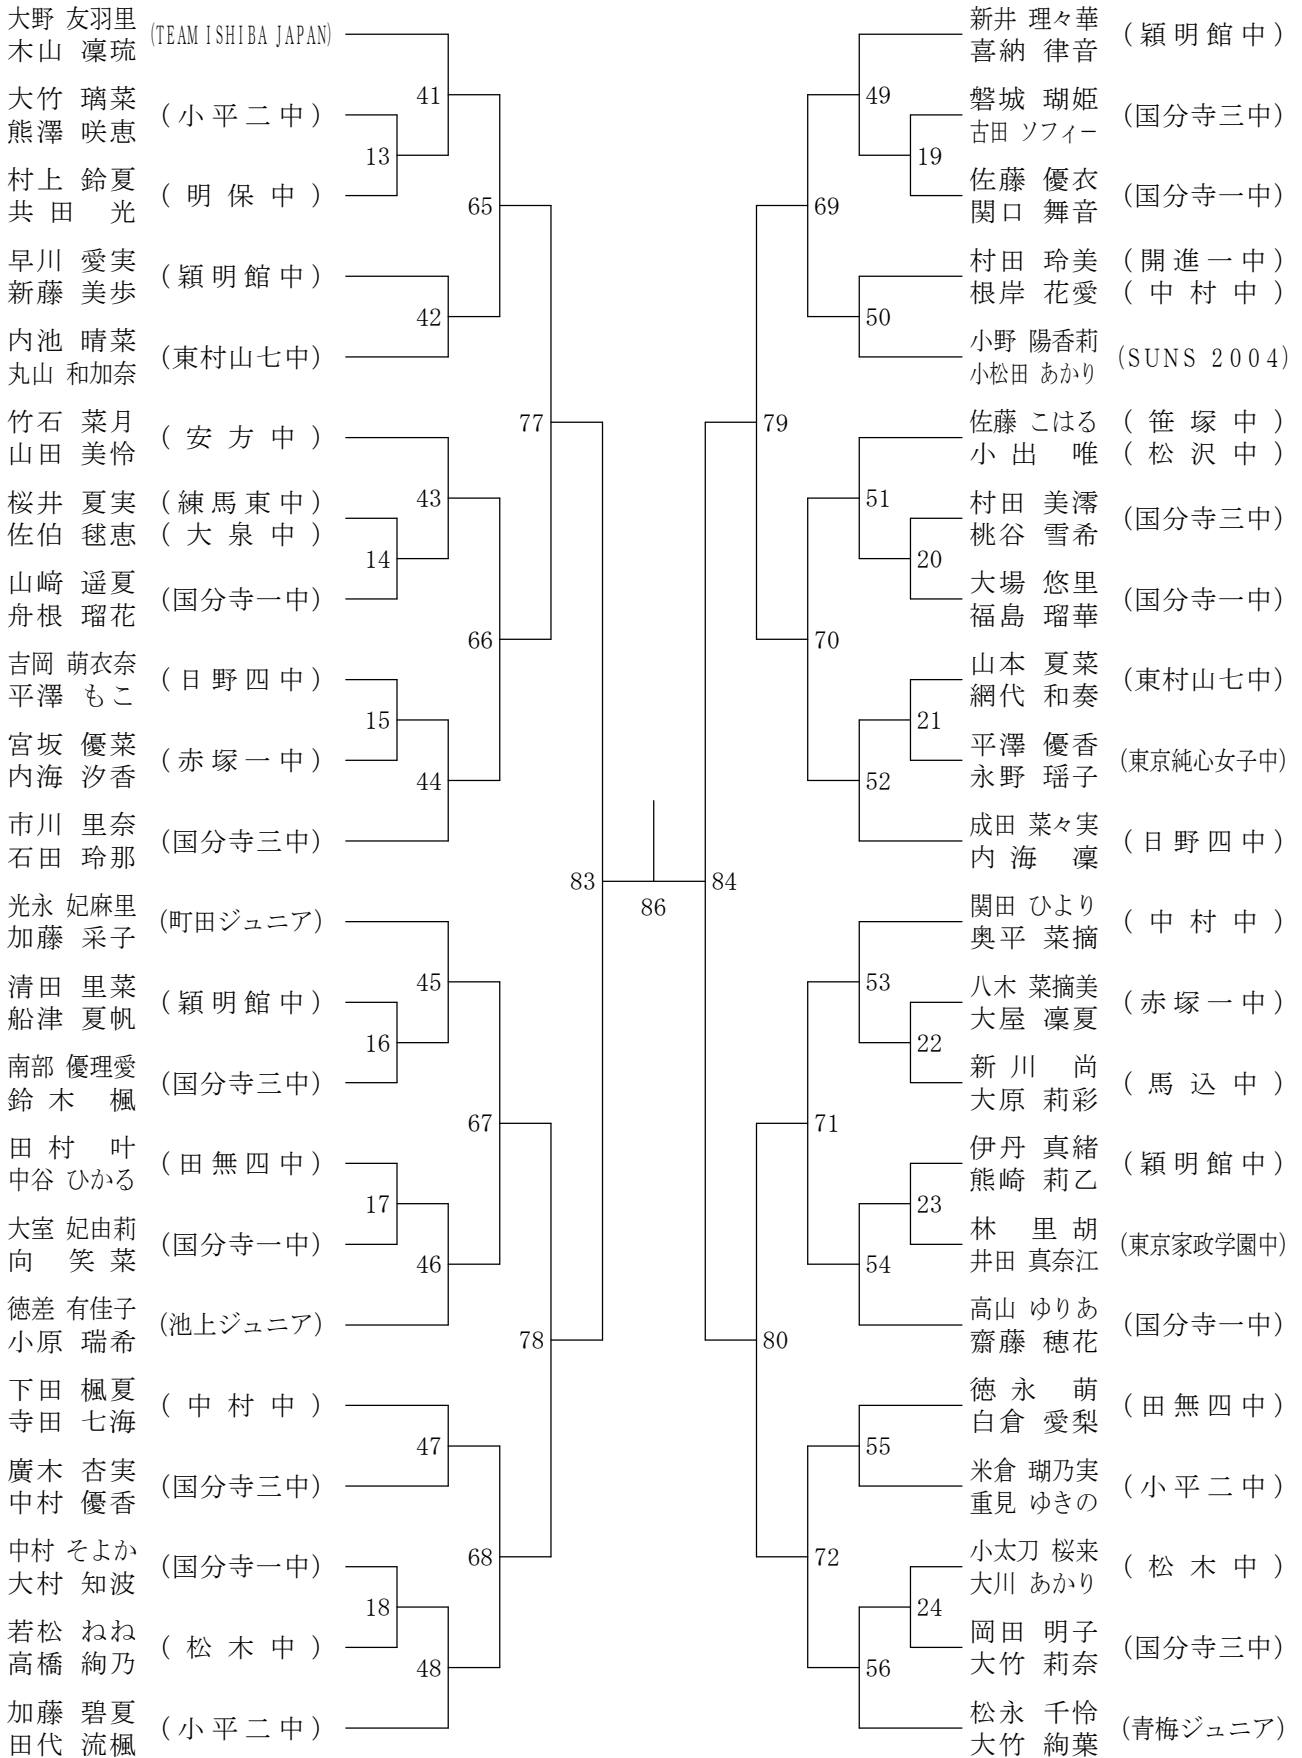 大野 友羽里
木山 凜琉 (TEAM ISHIBA JAPAN)
大竹 璃菜
熊澤 咲恵 (小平二中)
村上 鈴夏
共田 光 (明保中)
早川 愛実
新藤 美歩 (穎明館中)
内池 晴菜
丸山 和加奈 (東村山七中)
竹石 菜月
山田 美怜 (安方中)
桜井 夏実 (練馬東中)
佐伯 毬恵 (大泉中)
山﨑 遥夏
舟根 瑠花 (国分寺一中)
吉岡 萌衣奈
平澤 もこ (日野四中)
宮坂 優菜
内海 汐香 (赤塚一中)
市川 里奈
石田 玲那 (国分寺三中)
光永 妃麻里
加藤 采子 (町田ジュニア)
清田 里菜
船津 夏帆 (穎明館中)
南部 優理愛
鈴木 楓 (国分寺三中)
田村 叶
中谷 ひかる (田無四中)
大室 妃由莉
向 笑菜 (国分寺一中)
徳差 有佳子
小原 瑞希 (池上ジュニア)
下田 楓夏
寺田 七海 (中村中)
廣木 杏実
中村 優香 (国分寺三中)
中村 そよか
大村 知波 (国分寺一中)
若松 ねね
高橋 絢乃 (松木中)
加藤 碧夏
田代 流楓 (小平二中)
13
14
15
16
17
18
41
42
43
44
45
46
47
48
65
66
67
68
77
78
83
86
84
79
80
69
70
71
72
49
50
51
52
53
54
55
56
19
20
21
22
23
24
新井 理々華
喜納 律音 (穎明館中)
磐城 瑚姫
古田 ソフィー (国分寺三中)
佐藤 優衣
関口 舞音 (国分寺一中)
村田 玲美 (開進一中)
根岸 花愛 (中村中)
小野 陽香莉
小松田 あかり (SUNS 2004)
佐藤 こはる (笹塚中)
小出 唯 (松沢中)
村田 美澪
桃谷 雪希 (国分寺三中)
大場 悠里
福島 瑠華 (国分寺一中)
山本 夏菜
網代 和奏 (東村山七中)
平澤 優香
永野 瑶子 (東京純心女子中)
成田 菜々実
内海 凜 (日野四中)
関田 ひより
奥平 菜摘 (中村中)
八木 菜摘美
大屋 凜夏 (赤塚一中)
新川 尚
大原 莉彩 (馬込中)
伊丹 真緒
熊崎 莉乙 (穎明館中)
林 里胡
井田 真奈江 (東京家政学園中)
高山 ゆりあ
齋藤 穂花 (国分寺一中)
徳永 萌
白倉 愛梨 (田無四中)
米倉 瑚乃実
重見 ゆきの (小平二中)
小太刀 桜来
大川 あかり (松木中)
岡田 明子
大竹 莉奈 (国分寺三中)
松永 千怜
大竹 絢葉 (青梅ジュニア)